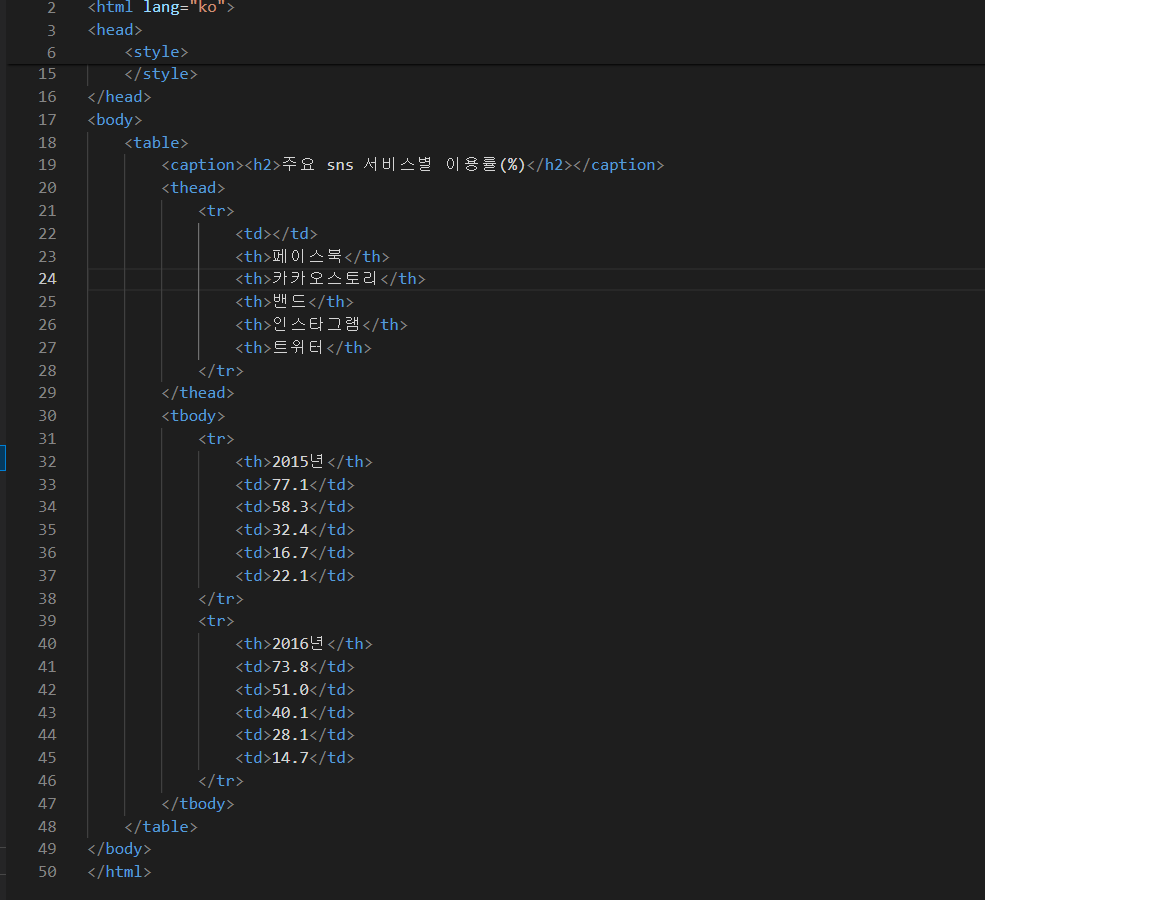 2 <html lang="ko">
3 <head>
6 <style>
15 </style>
16 </head>
17 <body>
18 <table>
19 <caption><h2>주요 sns 서비스별 이용률(%)</h2></caption>
20 <thead>
21 <tr>
22 <td></td>
23 <th>페이스북</th>
24 <th>카카오스토리</th>
25 <th>밴드</th>
26 <th>인스타그램</th>
27 <th>트위터</th>
28 </tr>
29 </thead>
30 <tbody>
31 <tr>
32 <th>2015년</th>
33 <td>77.1</td>
34 <td>58.3</td>
35 <td>32.4</td>
36 <td>16.7</td>
37 <td>22.1</td>
38 </tr>
39 <tr>
40 <th>2016년</th>
41 <td>73.8</td>
42 <td>51.0</td>
43 <td>40.1</td>
44 <td>28.1</td>
45 <td>14.7</td>
46 </tr>
47 </tbody>
48 </table>
49 </body>
50 </html>